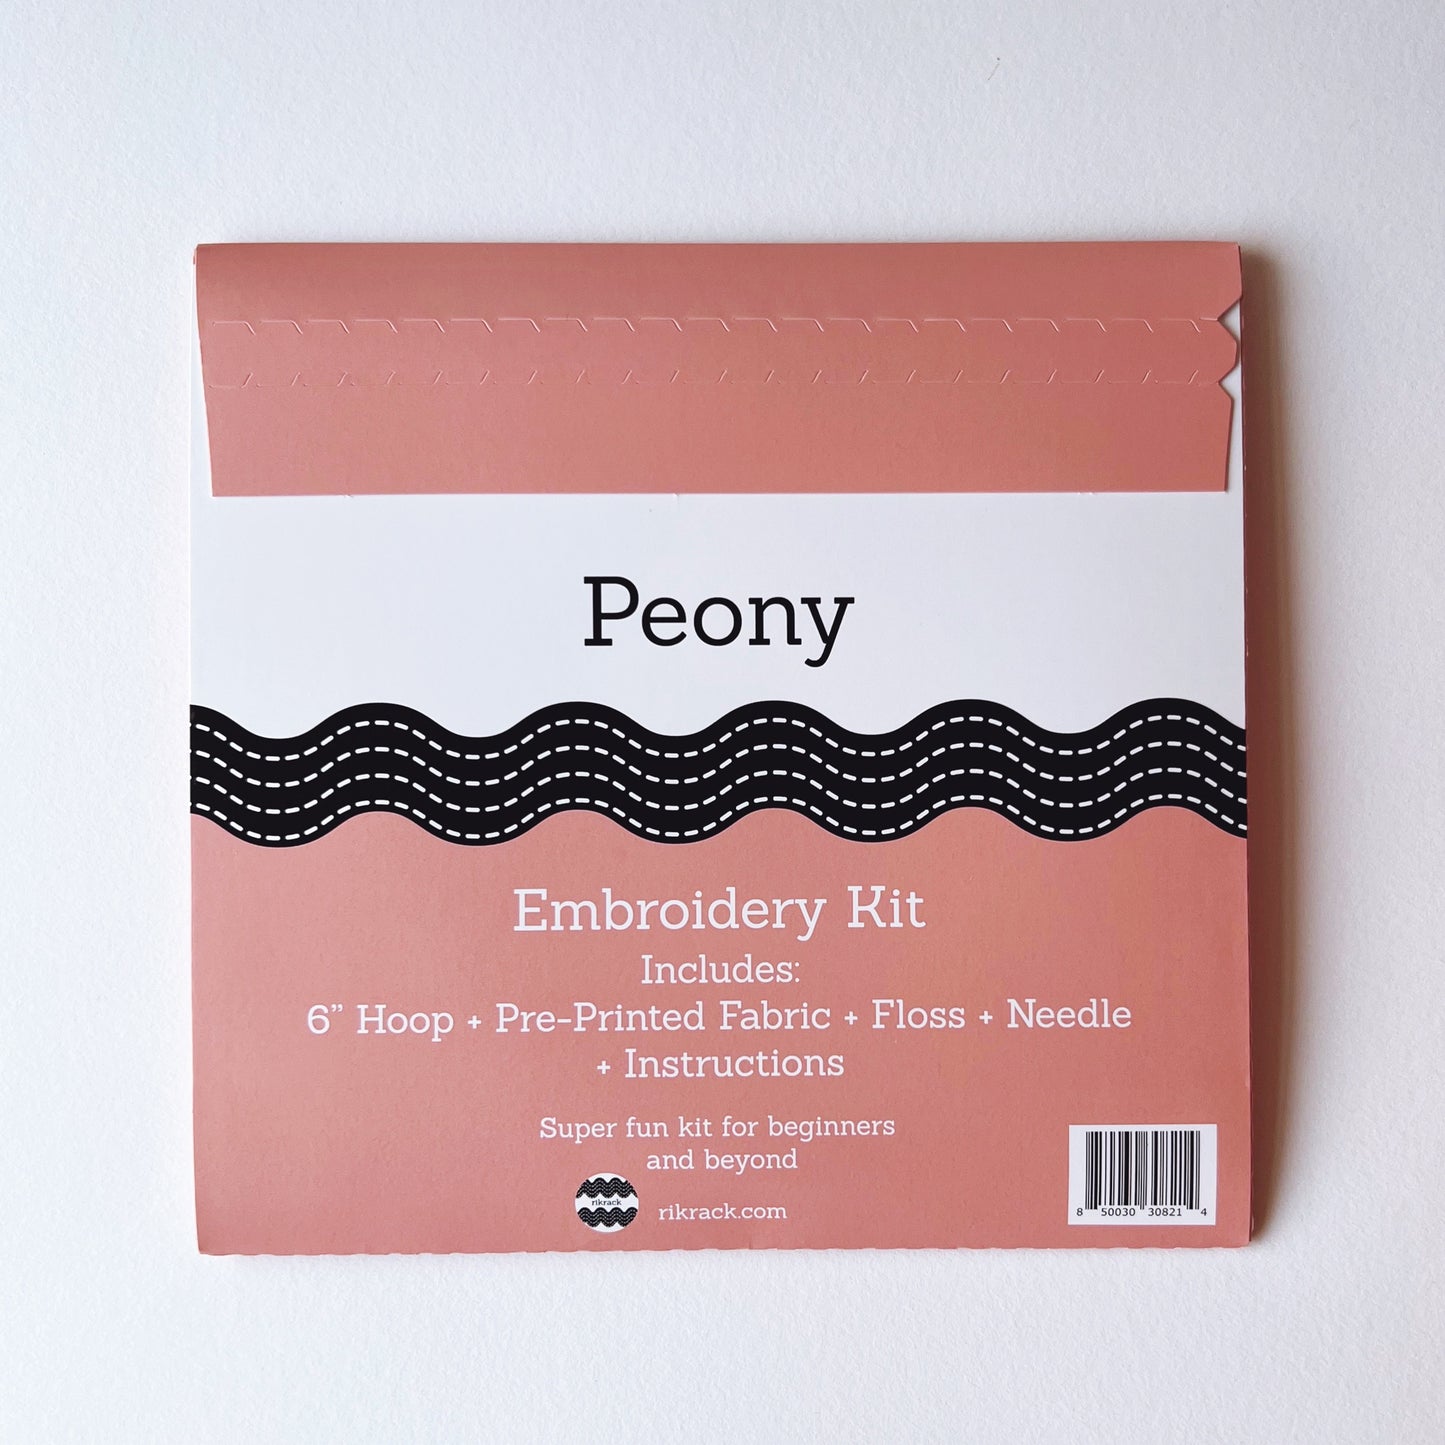 Peony
Embroidery Kit
Includes:
6” Hoop + Pre-Printed Fabric + Floss + Needle
+ Instructions
Super fun kit for beginners
and beyond
rikrack
rikrack.com
8 50030 30821 4